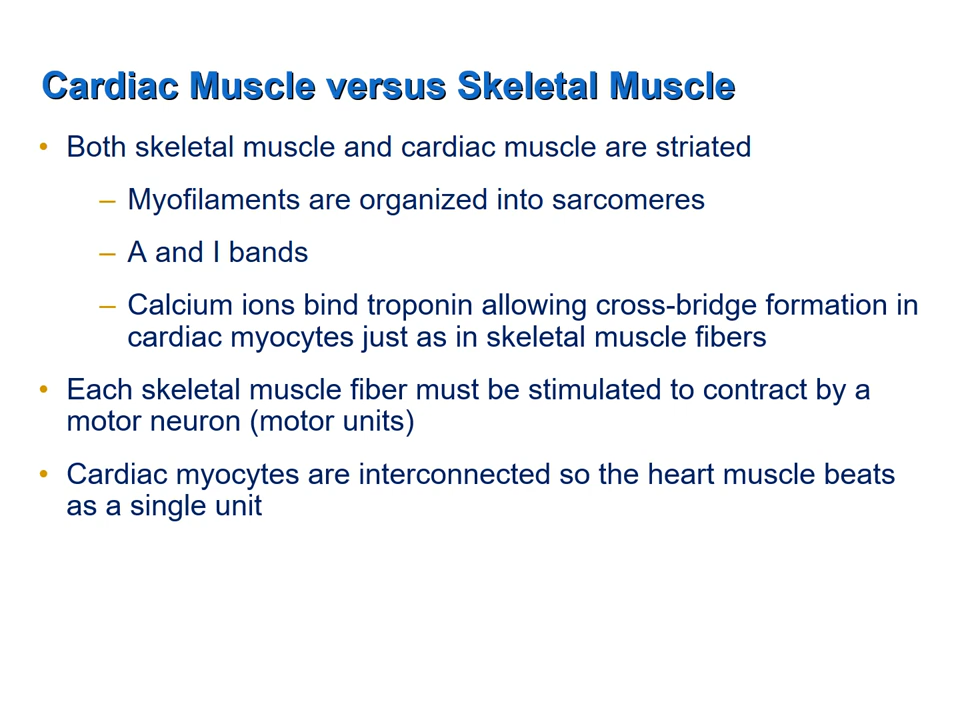 Cardiac Muscle versus Skeletal Muscle
• Both skeletal muscle and cardiac muscle are striated
– Myofilaments are organized into sarcomeres
– A and I bands
– Calcium ions bind troponin allowing cross-bridge formation in
cardiac myocytes just as in skeletal muscle fibers
• Each skeletal muscle fiber must be stimulated to contract by a
motor neuron (motor units)
• Cardiac myocytes are interconnected so the heart muscle beats
as a single unit